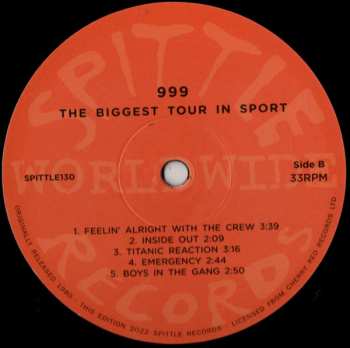 SPITTLE
999
THE BIGGEST TOUR IN SPORT
WORLDWIDE
SPITTLE130
Side B
33RPM
1. FEELIN' ALRIGHT WITH THE CREW 3:39
2. INSIDE OUT 2:09
3. TITANIC REACTION 3:16
4. EMERGENCY 2:44
5. BOYS IN THE GANG 2:50
RECORDS
ORIGINALLY RELEASED 1980 - THIS EDITION 2022 SPITTLE RECORDS - LICENSED FROM CHERRY RED RECORDS LTD